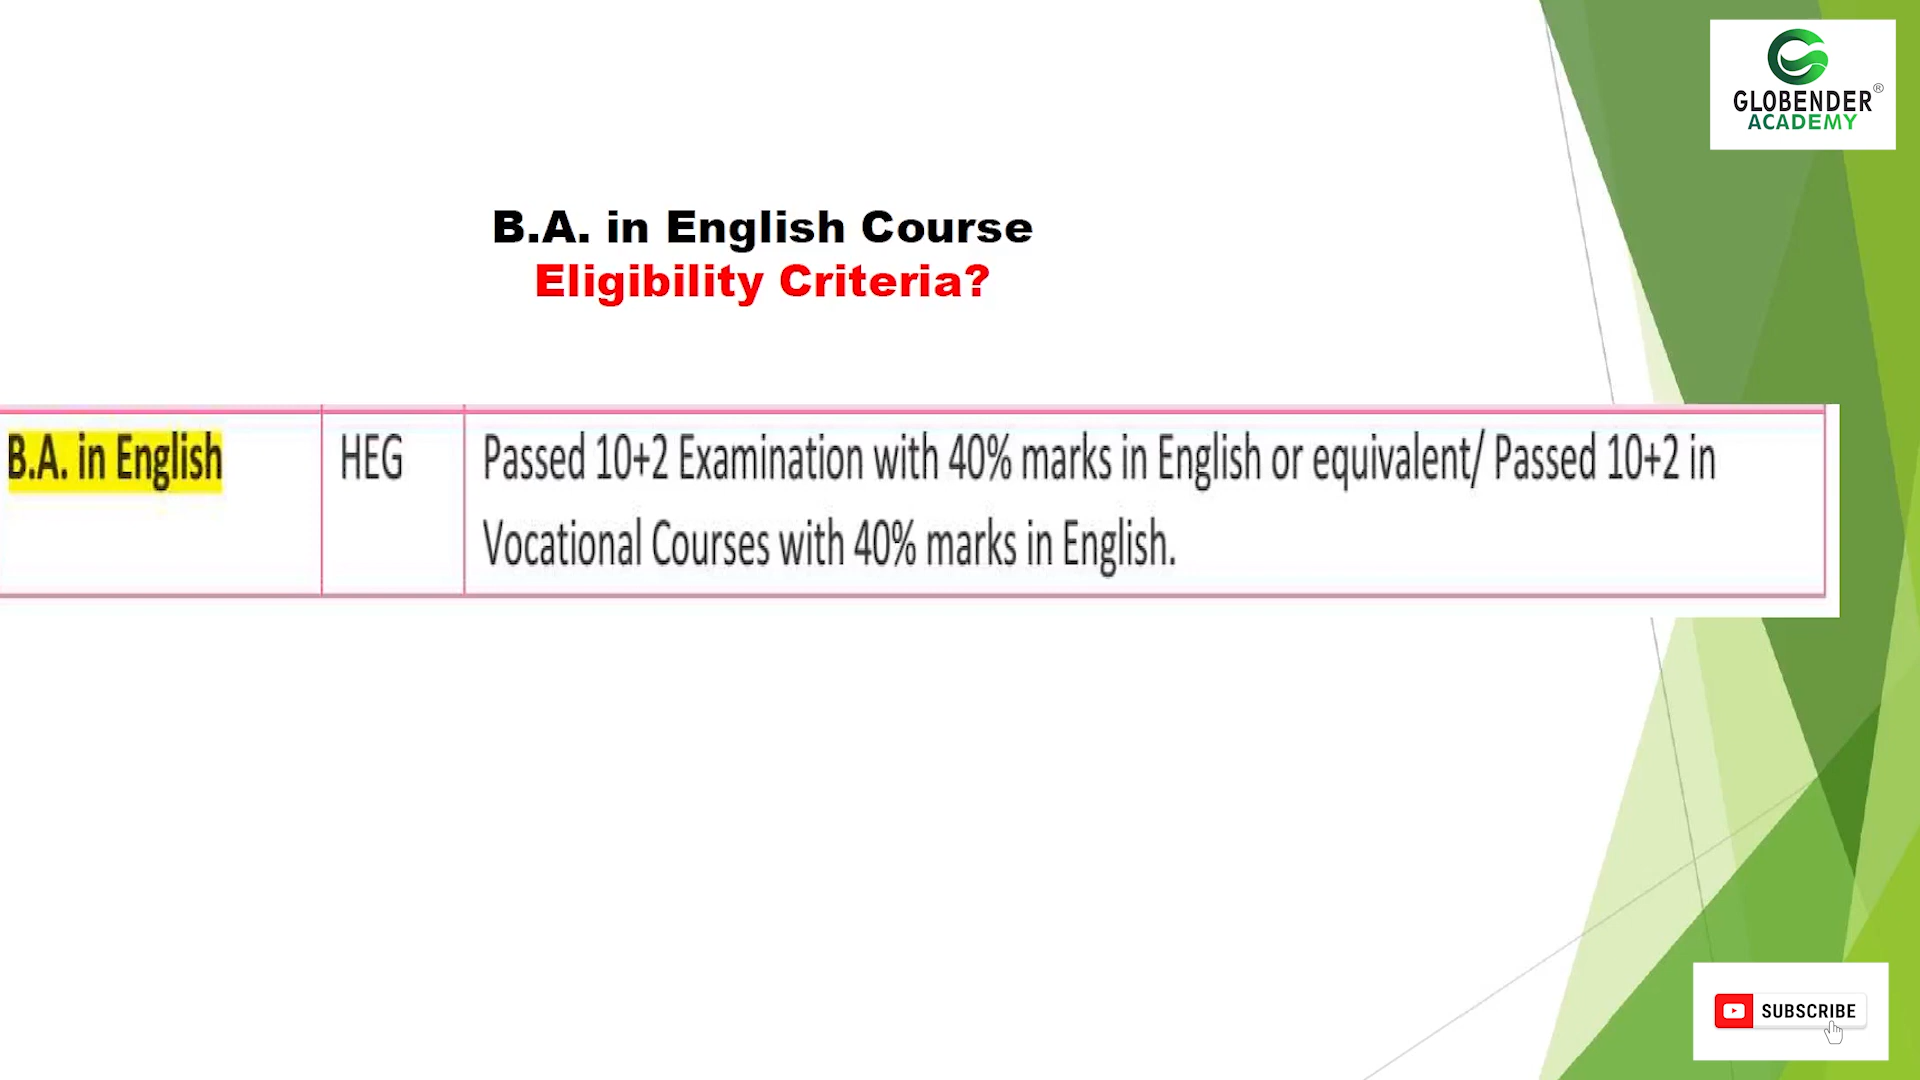 GLOBENDER®
ACADEMY
B.A. in English Course
Eligibility Criteria?
B.A. in English HEG Passed 10+2 Examination with 40% marks in English or equivalent/ Passed 10+2 in
Vocational Courses with 40% marks in English.
SUBSCRIBE